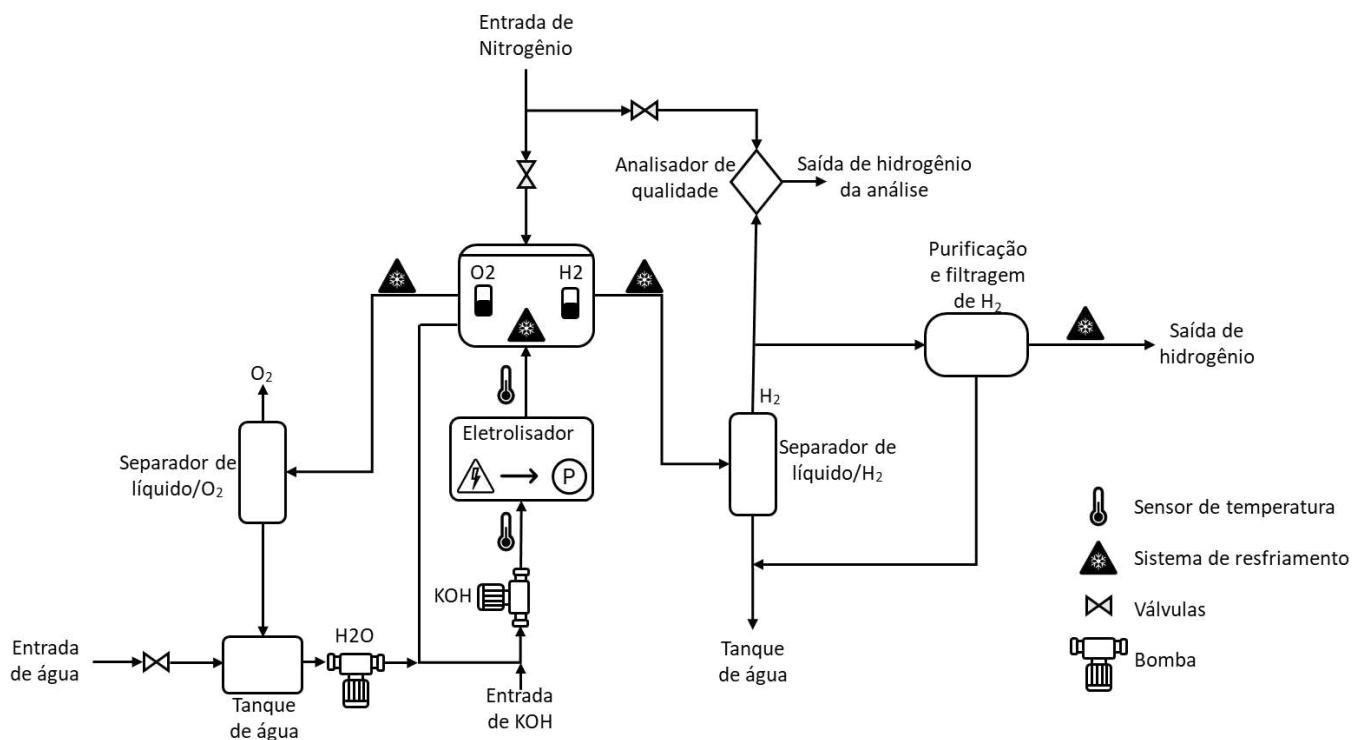 Entrada de
Nitrogênio
Analisador de
qualidade
Saída de hidrogênio
da análise
O2
H2
Purificação
e filtragem
de H₂
Saída de
hidrogênio
O₂
H₂
Eletrolisador
P
Separador de
líquido/O₂
Separador de
líquido/H₂
Sensor de temperatura
Sistema de resfriamento
KOH
Válvulas
H2O
Entrada
de água
Tanque
de água
Bomba
Entrada
de KOH
Tanque
de água